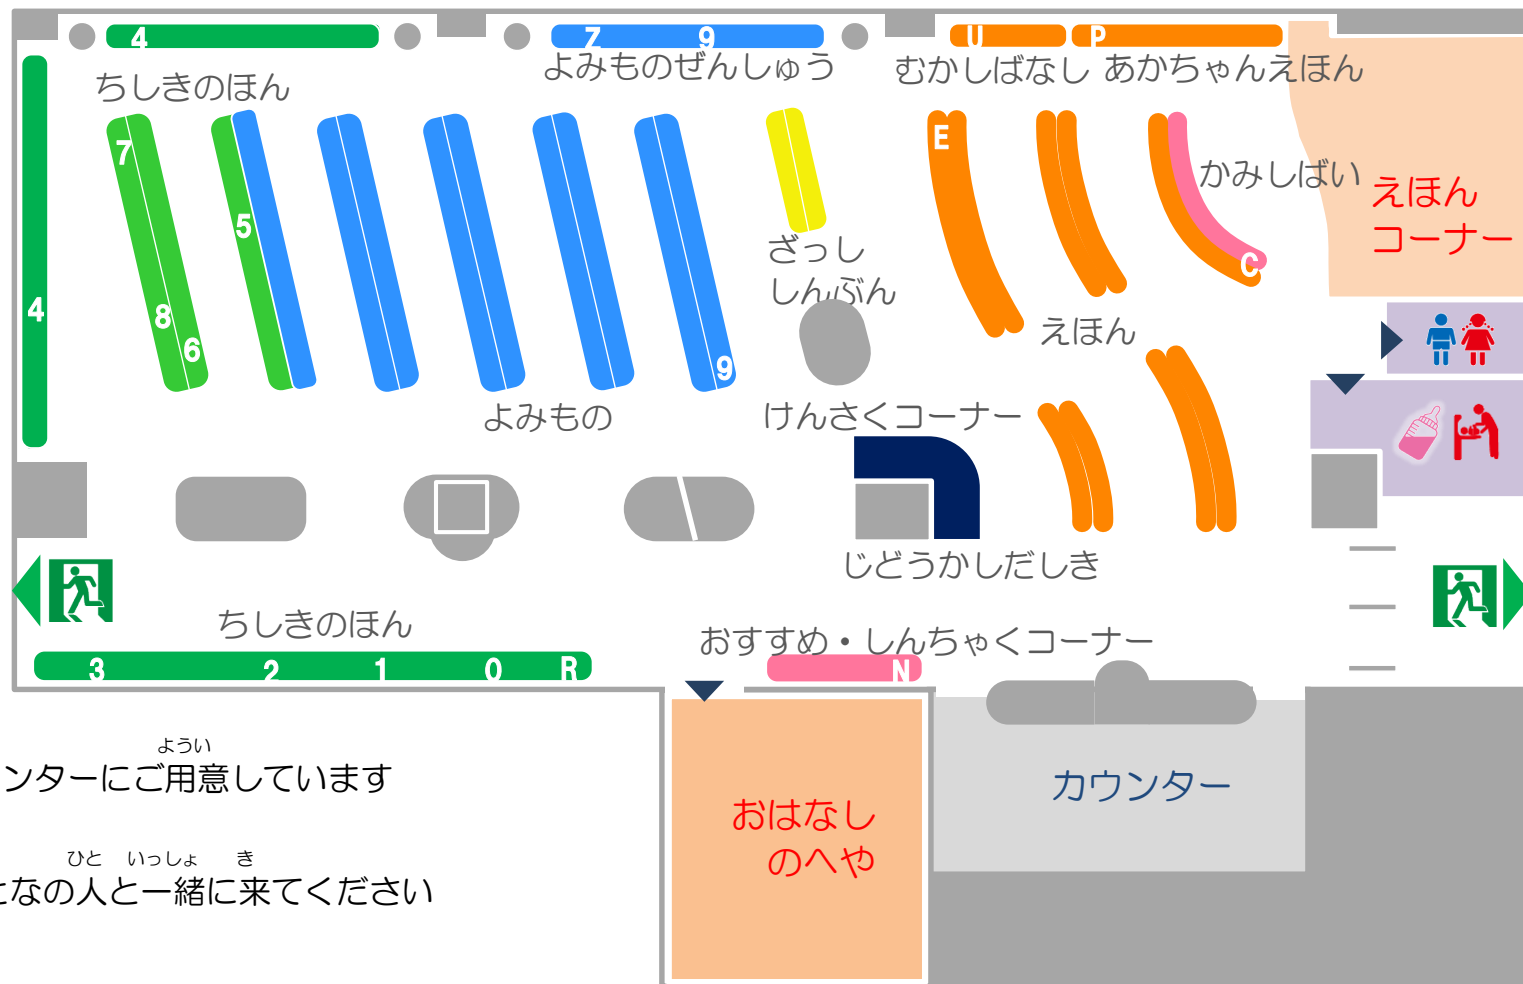 4
Z 9
U P
ちしきのほん
よみものぜんしゅう
むかしばなし
あかちゃんえほん
7
5
8
6
4
9
E
ざっし
しんぶん
かみしばい
C
えほん
コーナー
えほん
よみもの
けんさくコーナー
じどうかしだしき
ちしきのほん
3 2 1 0 R
おすすめ・しんちゃくコーナー
N
おはなし
のへや
カウンター
ようい
ンターにご用意しています
ひと いっしょ き
なの人と一緒に来てください